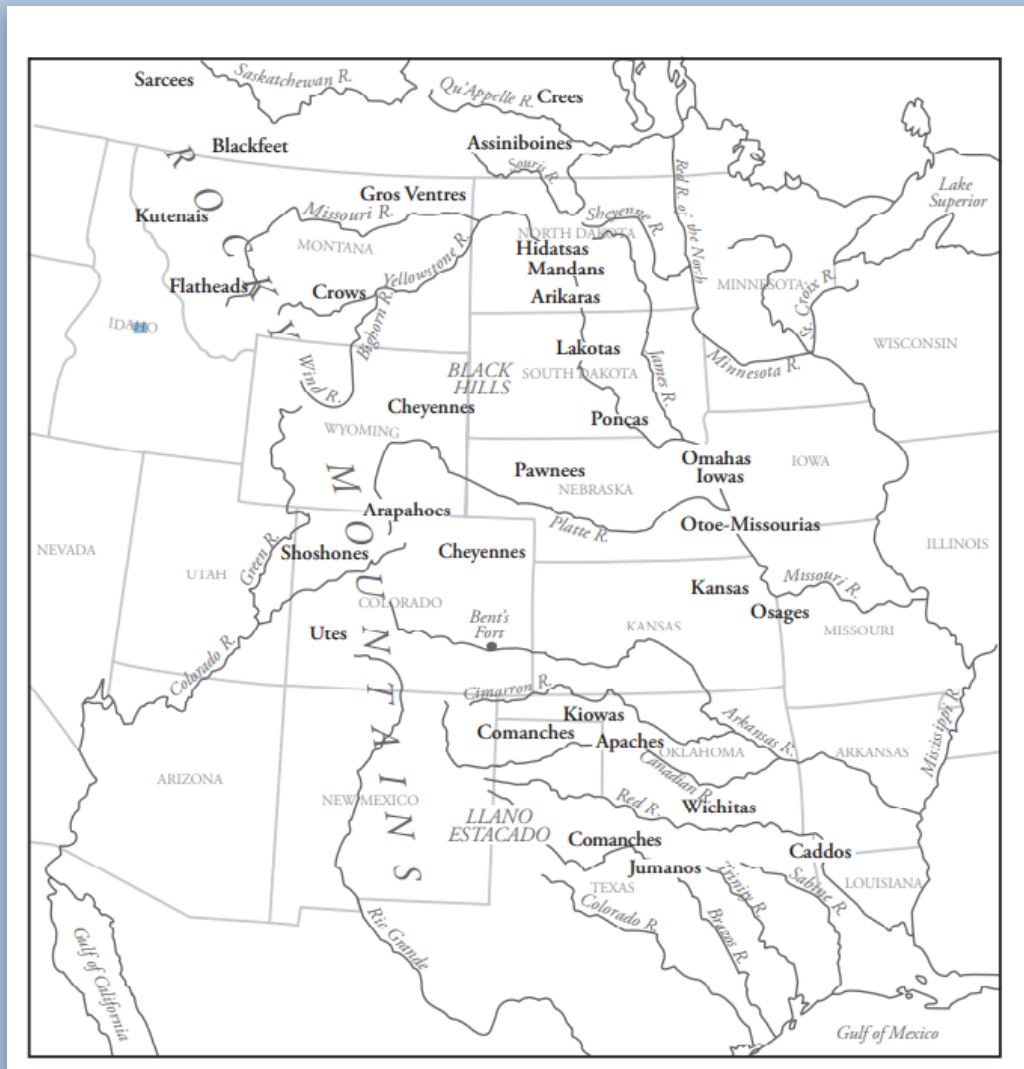 Sarcees
Saskatchewan R.
Qu'Appelle R.
Crees
Blackfeet
Assiniboines
Souris R.
Red R. of the North
Lake
Superior
R O C K Y
Kutenais
Gros Ventres
Missouri R.
MONTANA
Sheyenne R.
NORTH DAKOTA
Hidatsas
Mandans
Arikaras
Yellowstone R.
Flatheads
Crows
Bighorn R.
MINNESOTA
St. Croix R.
IDAHO
WISCONSIN
Wind R.
BLACK
HILLS
Lakotas
SOUTH DAKOTA
James R.
Minnesota R.
Cheyennes
WYOMING
Poncas
M O U N T A I N S
Pawnees
NEBRASKA
Omahas
Iowas
IOWA
Arapahos
Platte R.
Otoe-Missourias
NEVADA
UTAH
Green R.
Shoshones
Cheyennes
ILLINOIS
COLORADO
Kansas
Missouri R.
Osages
Utes
Bent's
Fort
KANSAS
MISSOURI
Colorado R.
Cimarron R.
Kiowas
Comanches
Apaches
OKLAHOMA
Arkansas R.
ARKANSAS
Mississippi R.
Canadian R.
ARIZONA
NEW MEXICO
Red R.
Wichitas
LLANO
ESTACADO
Comanches
Caddos
Jumanos
TEXAS
Trinity R.
Sabine R.
LOUISIANA
Colorado R.
Brazos R.
Rio Grande
Gulf of California
Gulf of Mexico